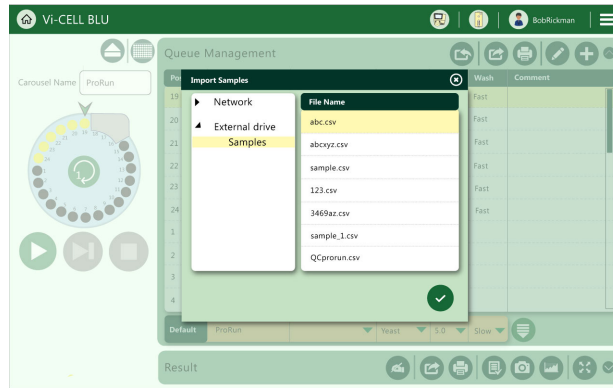 Vi-CELL BLU
BobRickman
Queue Management
Carousel Name
ProRun
Import Samples
Wash
Comment
Network
External drive
Samples
File Name
abc.csv
abcxyz.csv
sample.csv
123.csv
3469az.csv
sample_1.csv
QCprorun.csv
19
Fast
20
Fast
21
Fast
22
Fast
23
Fast
24
Fast
1
2
3
4
Default
ProRun
Yeast
5.0
Slow
Result